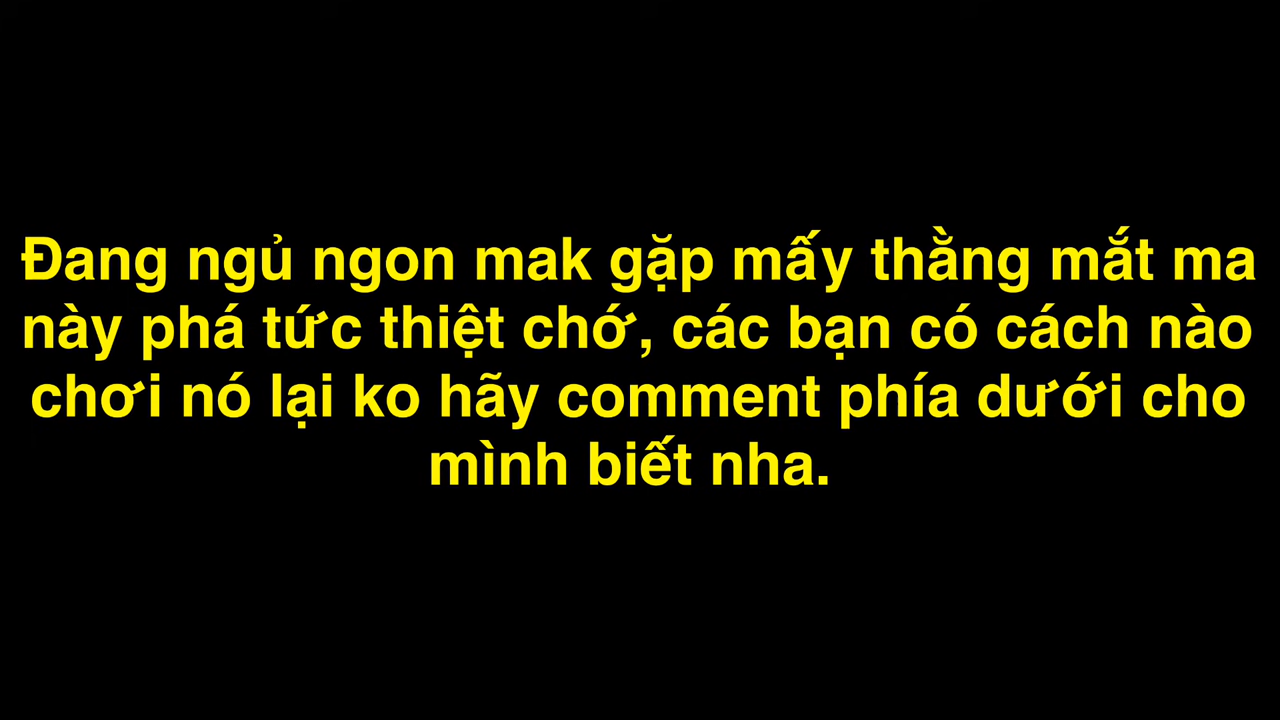 Đang ngủ ngon mak gặp mấy thằng mắt ma
này phá tức thiệt chớ, các bạn có cách nào
chơi nó lại ko hãy comment phía dưới cho
mình biết nha.